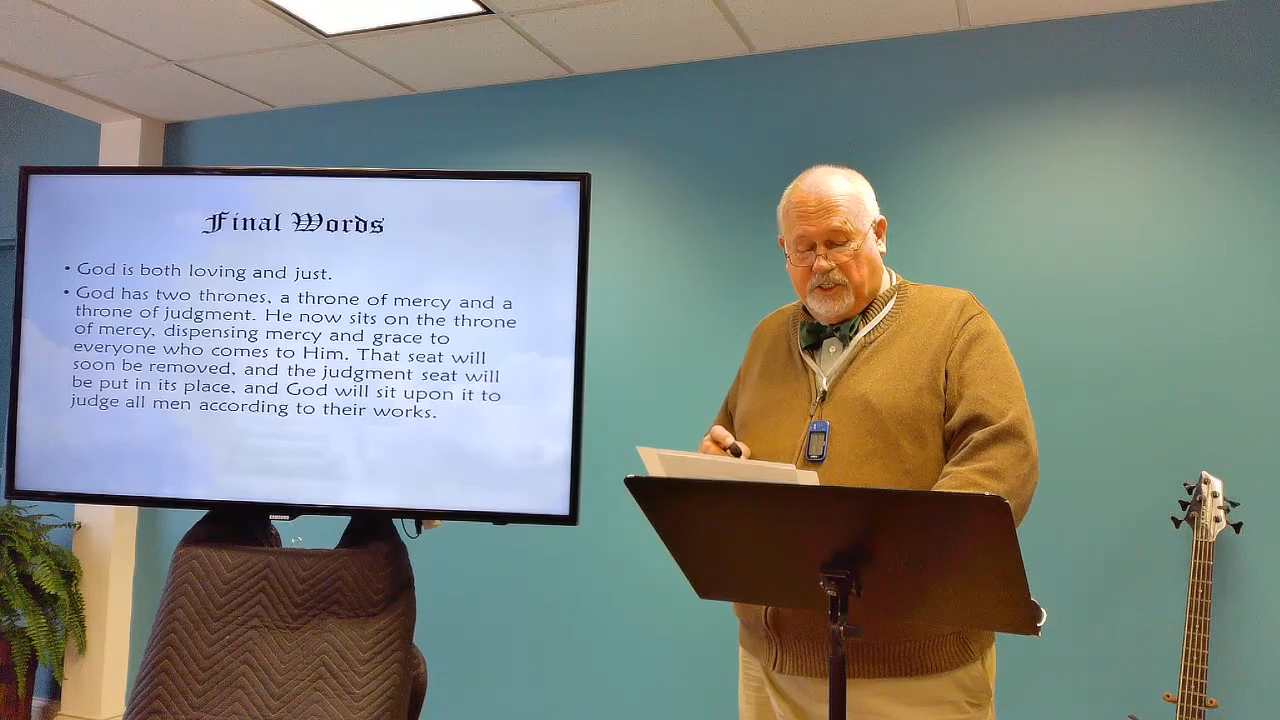 Final Words
• God is both loving and just.
• God has two thrones, a throne of mercy and a
throne of judgment. He now sits on the throne
of mercy, dispensing mercy and grace to
everyone who comes to Him. That seat will
soon be removed, and the judgment seat will
be put in its place, and God will sit upon it to
judge all men according to their works.